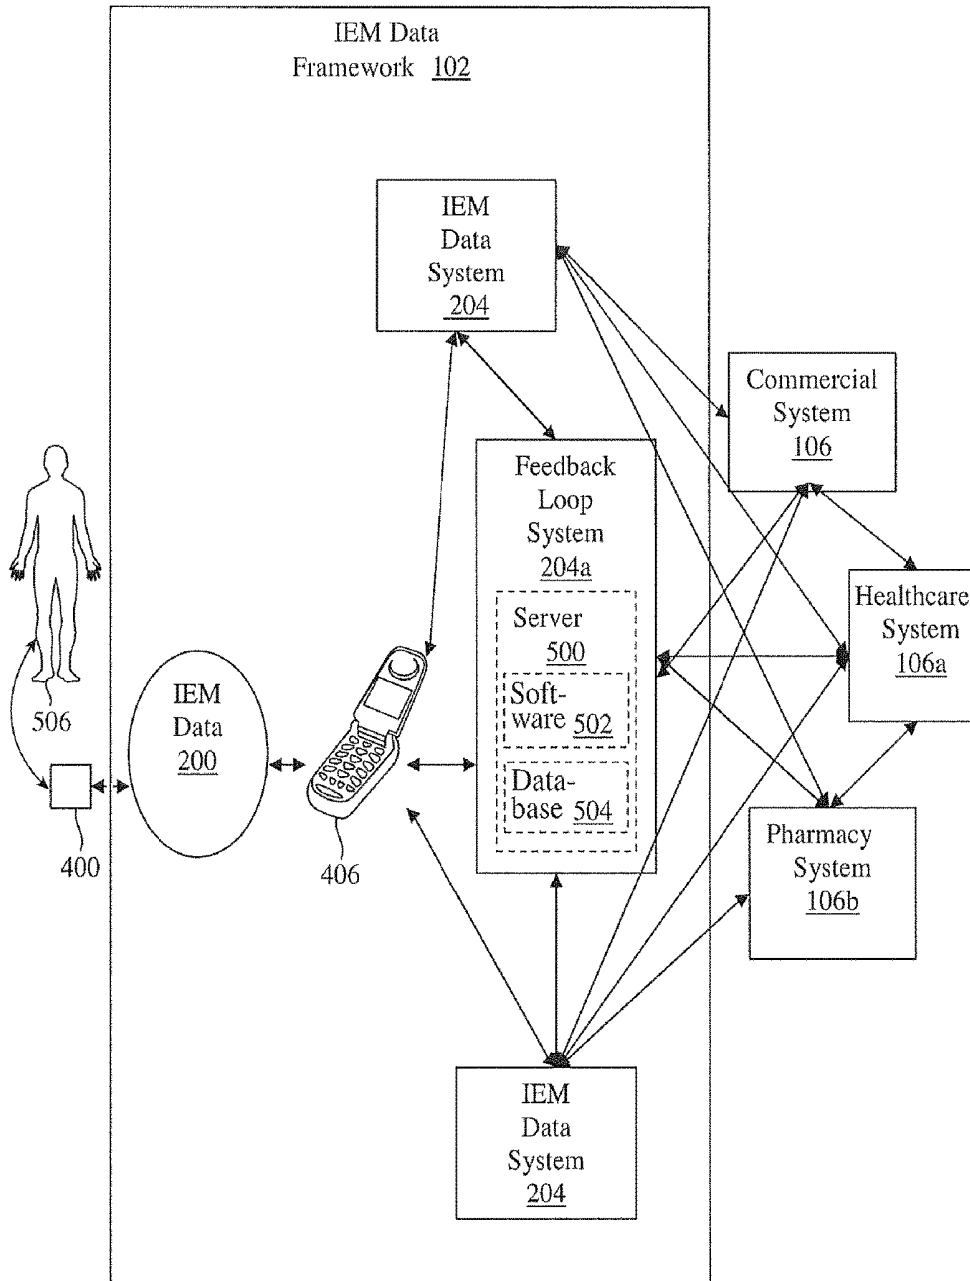 IEM Data
Framework 102
IEM
Data
System
204
Commercial
System
106
Feedback
Loop
System
204a
Server
500
Soft-
ware 502
Data-
base 504
Healthcare
System
106a
506
IEM
Data
200
400
406
Pharmacy
System
106b
IEM
Data
System
204